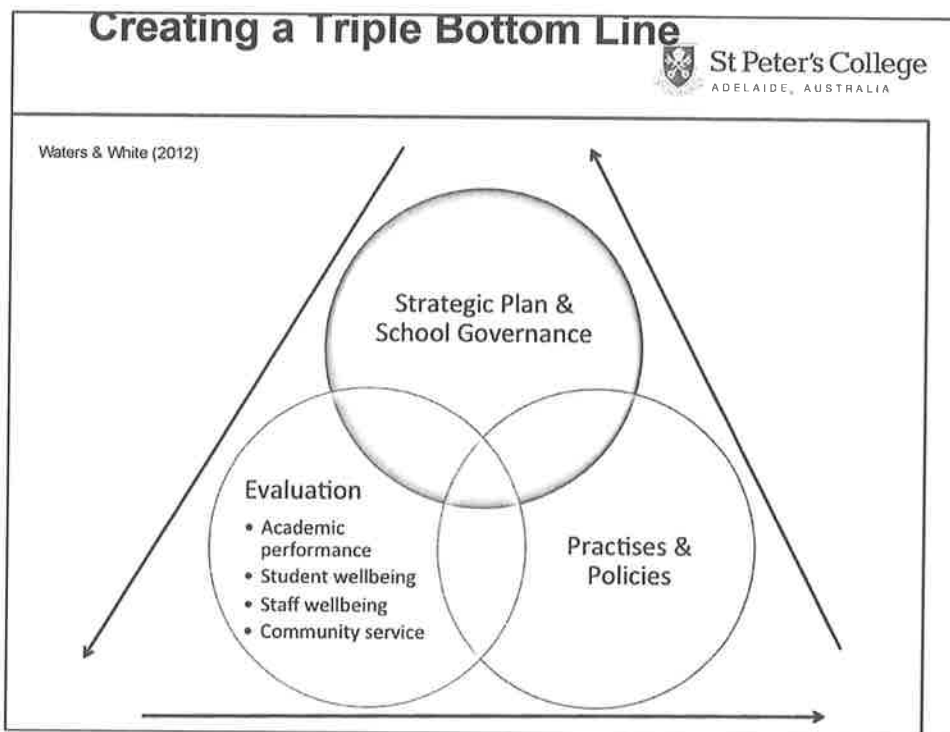 Creating a Triple Bottom Line
St Peter's College
ADELAIDE, AUSTRALIA
Waters & White (2012)
Strategic Plan &
School Governance
Evaluation
• Academic
performance
• Student wellbeing
• Staff wellbeing
• Community service
Practises &
Policies